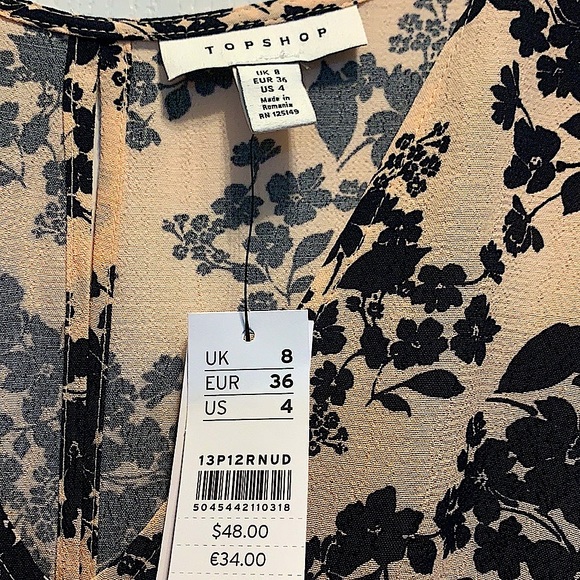 TOPSHOP
UK 8
EUR 36
US 4
Made in
Romania
RN 125149
UK 8
EUR 36
US 4
13P12RNUD
5045442110318
$48.00
€34.00